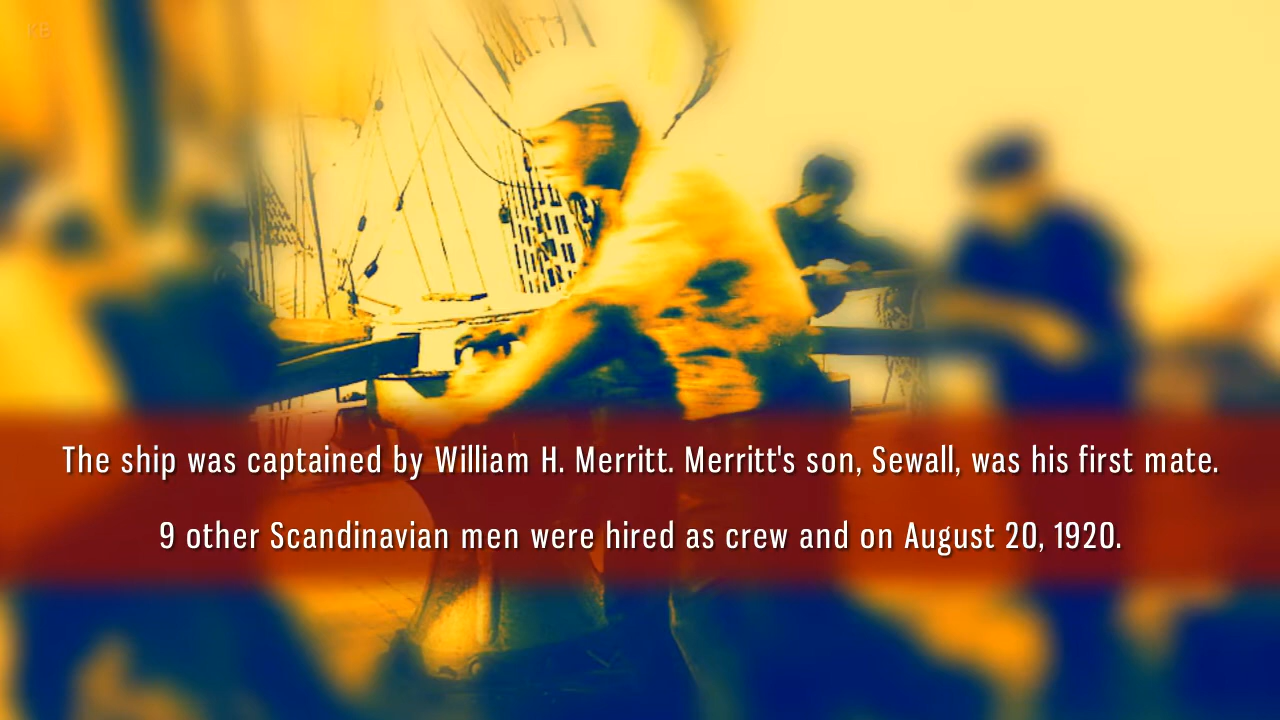 KB
The ship was captained by William H. Merritt. Merritt's son, Sewall, was his first mate.
9 other Scandinavian men were hired as crew and on August 20, 1920.